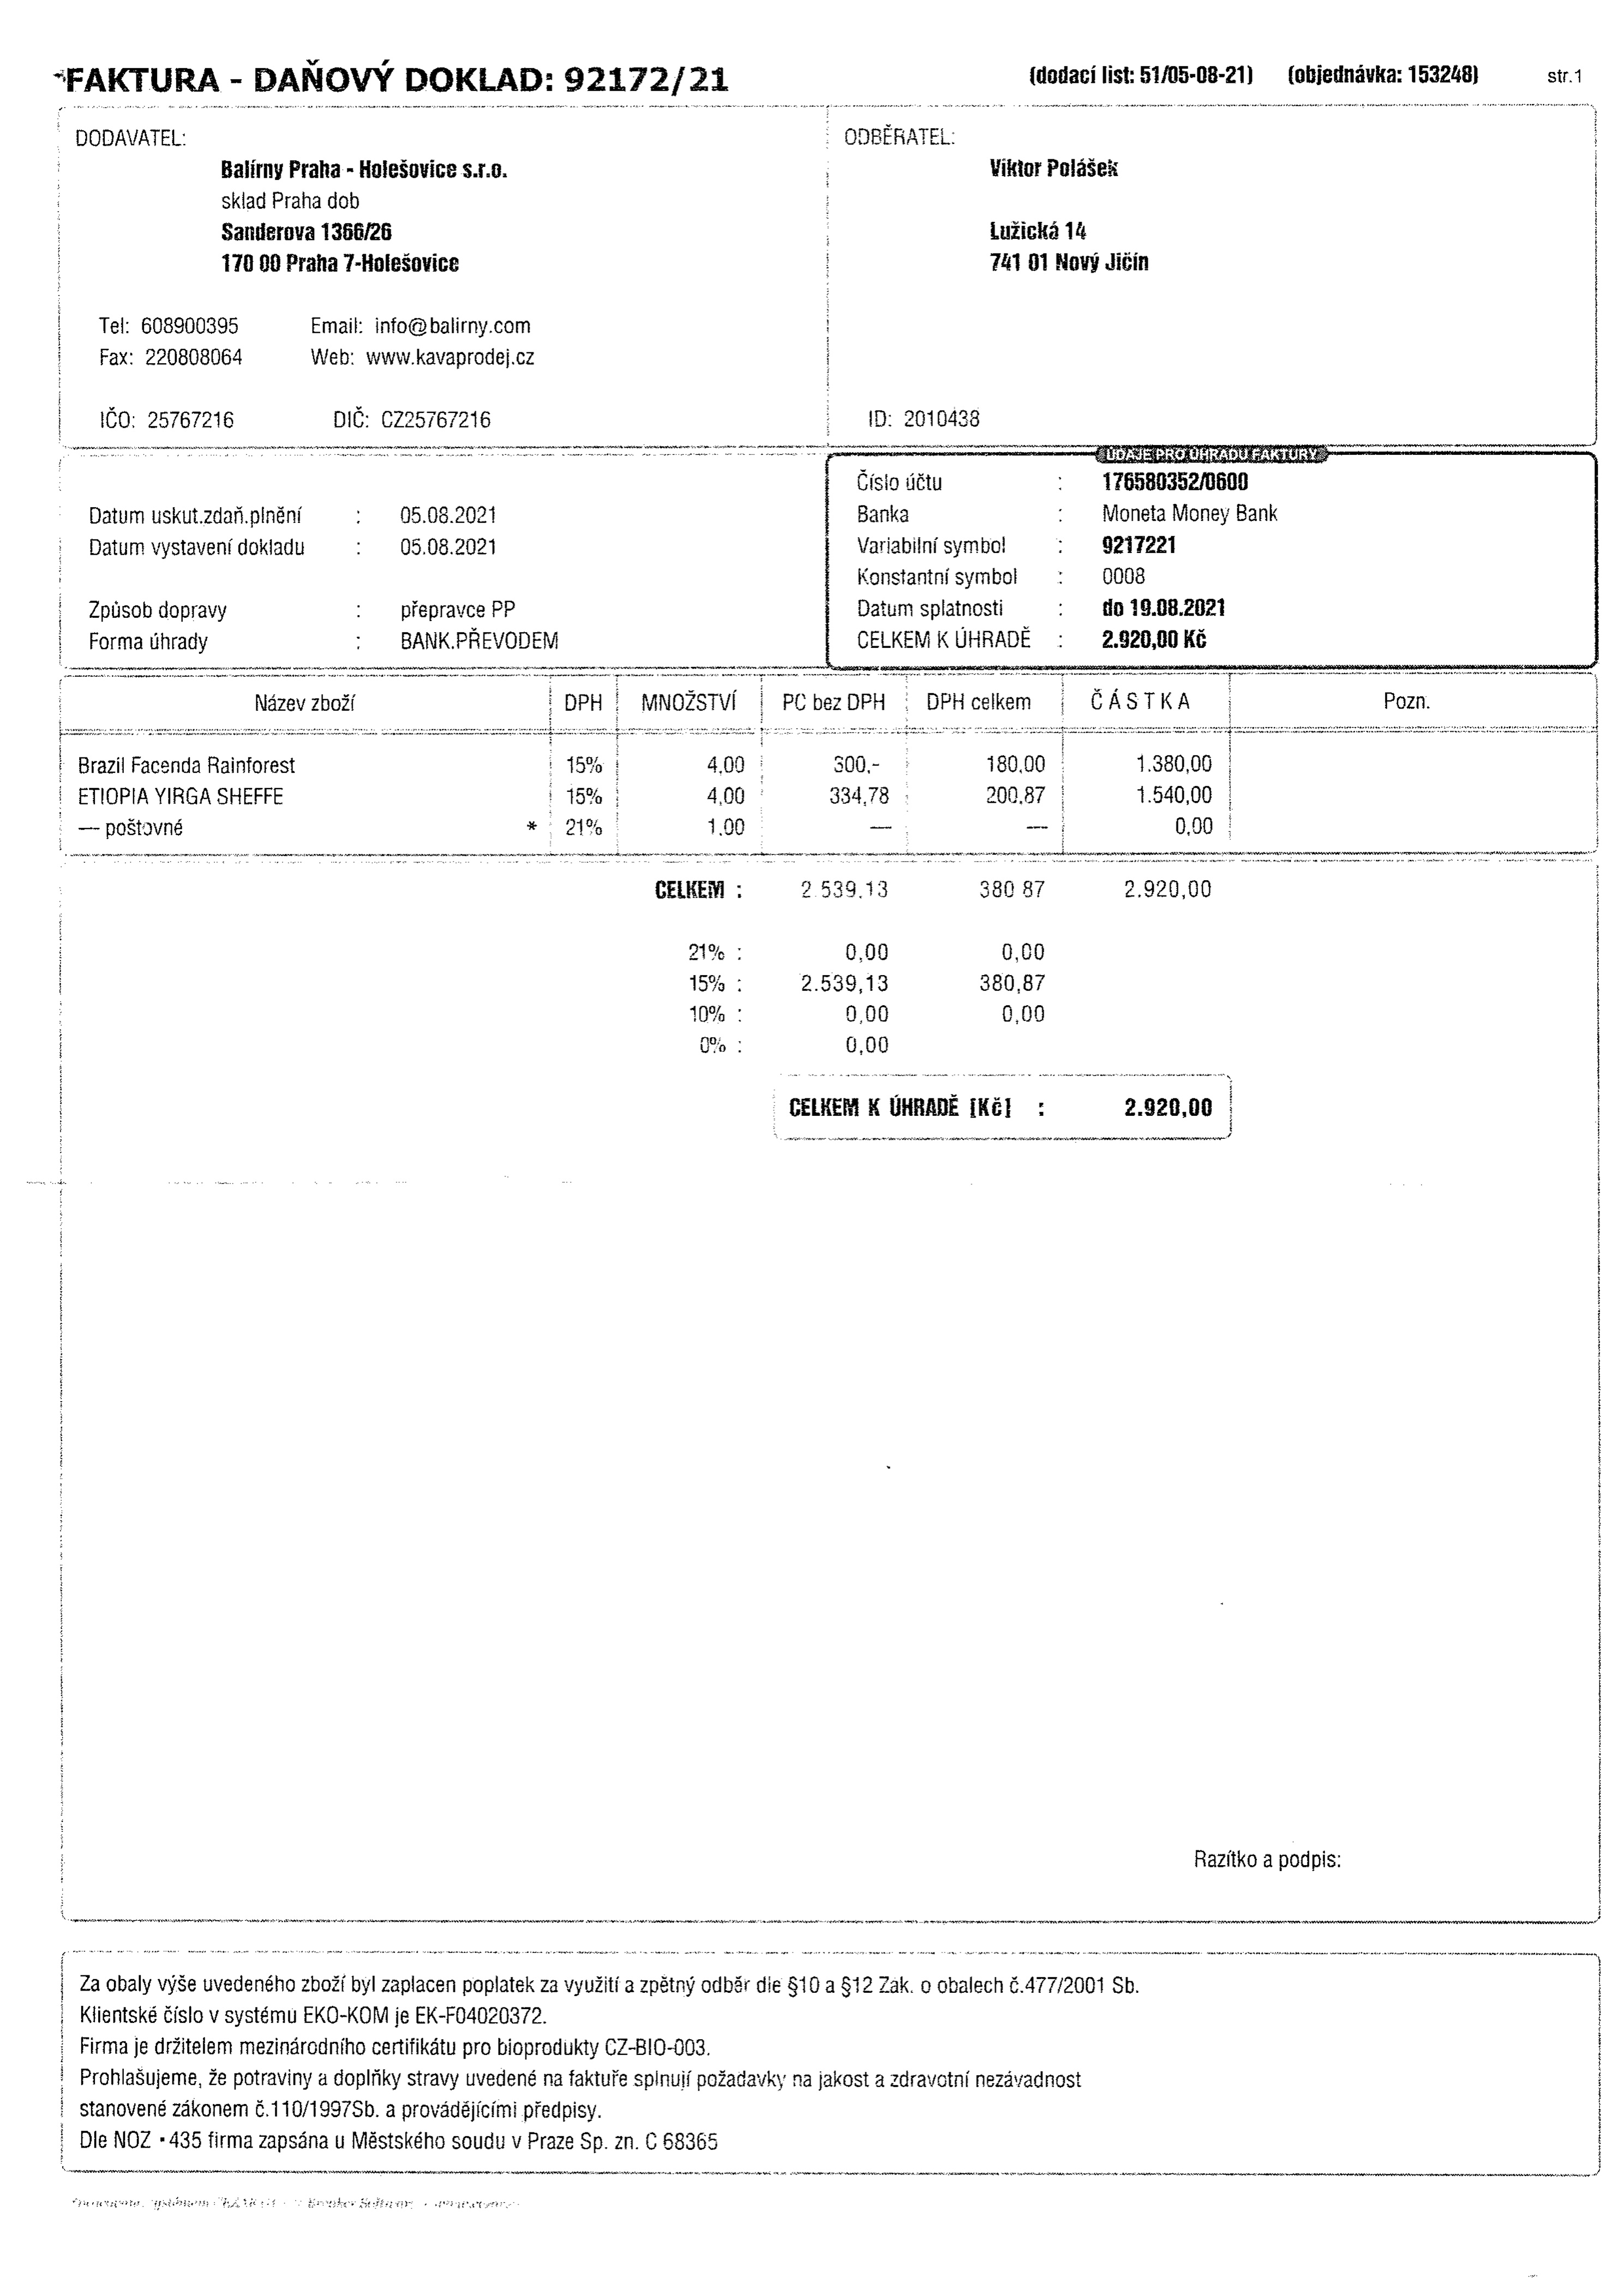 FAKTURA - DAŇOVÝ DOKLAD: 92172/21 (dodací list: 51/05-08-21) (objednávka: 153248) str.1
DODAVATEL:
Balírny Praha - Holešovice s.r.o.
sklad Praha dob
Sanderova 1366/26
170 00 Praha 7-Holešovice
Tel: 608900395 Email: info@balirny.com
Fax: 220808064 Web: www.kavaprodej.cz
IČO: 25767216 DIČ: CZ25767216
ODBĚRATEL:
Viktor Polášek
Lužická 14
741 01 Nový Jičín
ID: 2010438
Datum uskut.zdaň.plnění : 05.08.2021
Datum vystavení dokladu : 05.08.2021
Způsob dopravy : přepravce PP
Forma úhrady : BANK.PŘEVODEM
ÚDAJE PRO ÚHRADU FAKTURY
Číslo účtu : 176580352/0600
Banka : Moneta Money Bank
Variabilní symbol : 9217221
Konstantní symbol : 0008
Datum splatnosti : do 19.08.2021
CELKEM K ÚHRADĚ : 2.920,00 Kč
Název zboží DPH MNOŽSTVÍ PC bez DPH DPH celkem ČÁSTKA Pozn.
Brazil Facenda Rainforest 15% 4,00 300,- 180,00 1.380,00
ETIOPIA YIRGA SHEFFE 15% 4,00 334,78 200,87 1.540,00
— poštovné * 21% 1,00 — — 0,00
CELKEM : 2.539,13 380,87 2.920,00
21% : 0,00 0,00
15% : 2.539,13 380,87
10% : 0,00 0,00
0% : 0,00
CELKEM K ÚHRADĚ [Kč] : 2.920,00
Razítko a podpis:
Za obaly výše uvedeného zboží byl zaplacen poplatek za využití a zpětný odběr dle §10 a §12 Zák. o obalech č.477/2001 Sb.
Klientské číslo v systému EKO-KOM je EK-F04020372.
Firma je držitelem mezinárodního certifikátu pro bioprodukty CZ-BIO-003.
Prohlašujeme, že potraviny a doplňky stravy uvedené na faktuře splnují požadavky na jakost a zdravotní nezávadnost
stanovené zákonem č.110/1997Sb. a provádějícími předpisy.
Dle NOZ • 435 firma zapsána u Městského soudu v Praze Sp. zn. C 68365